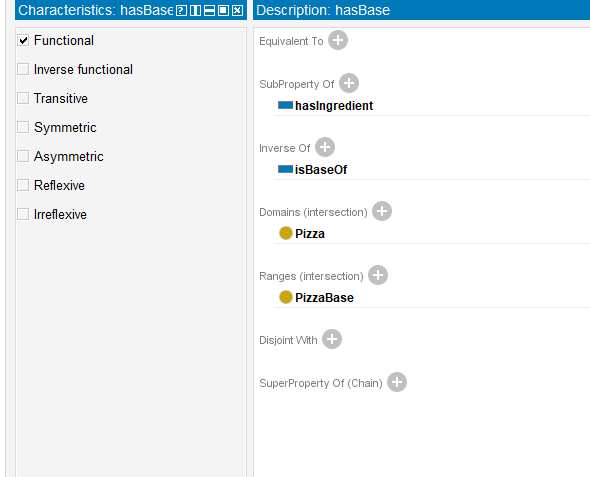 Characteristics: hasBase
Functional
Inverse functional
Transitive
Symmetric
Asymmetric
Reflexive
Irreflexive
Description: hasBase
Equivalent To
SubProperty Of
hasIngredient
Inverse Of
isBaseOf
Domains (intersection)
Pizza
Ranges (intersection)
PizzaBase
Disjoint With
SuperProperty Of (Chain)